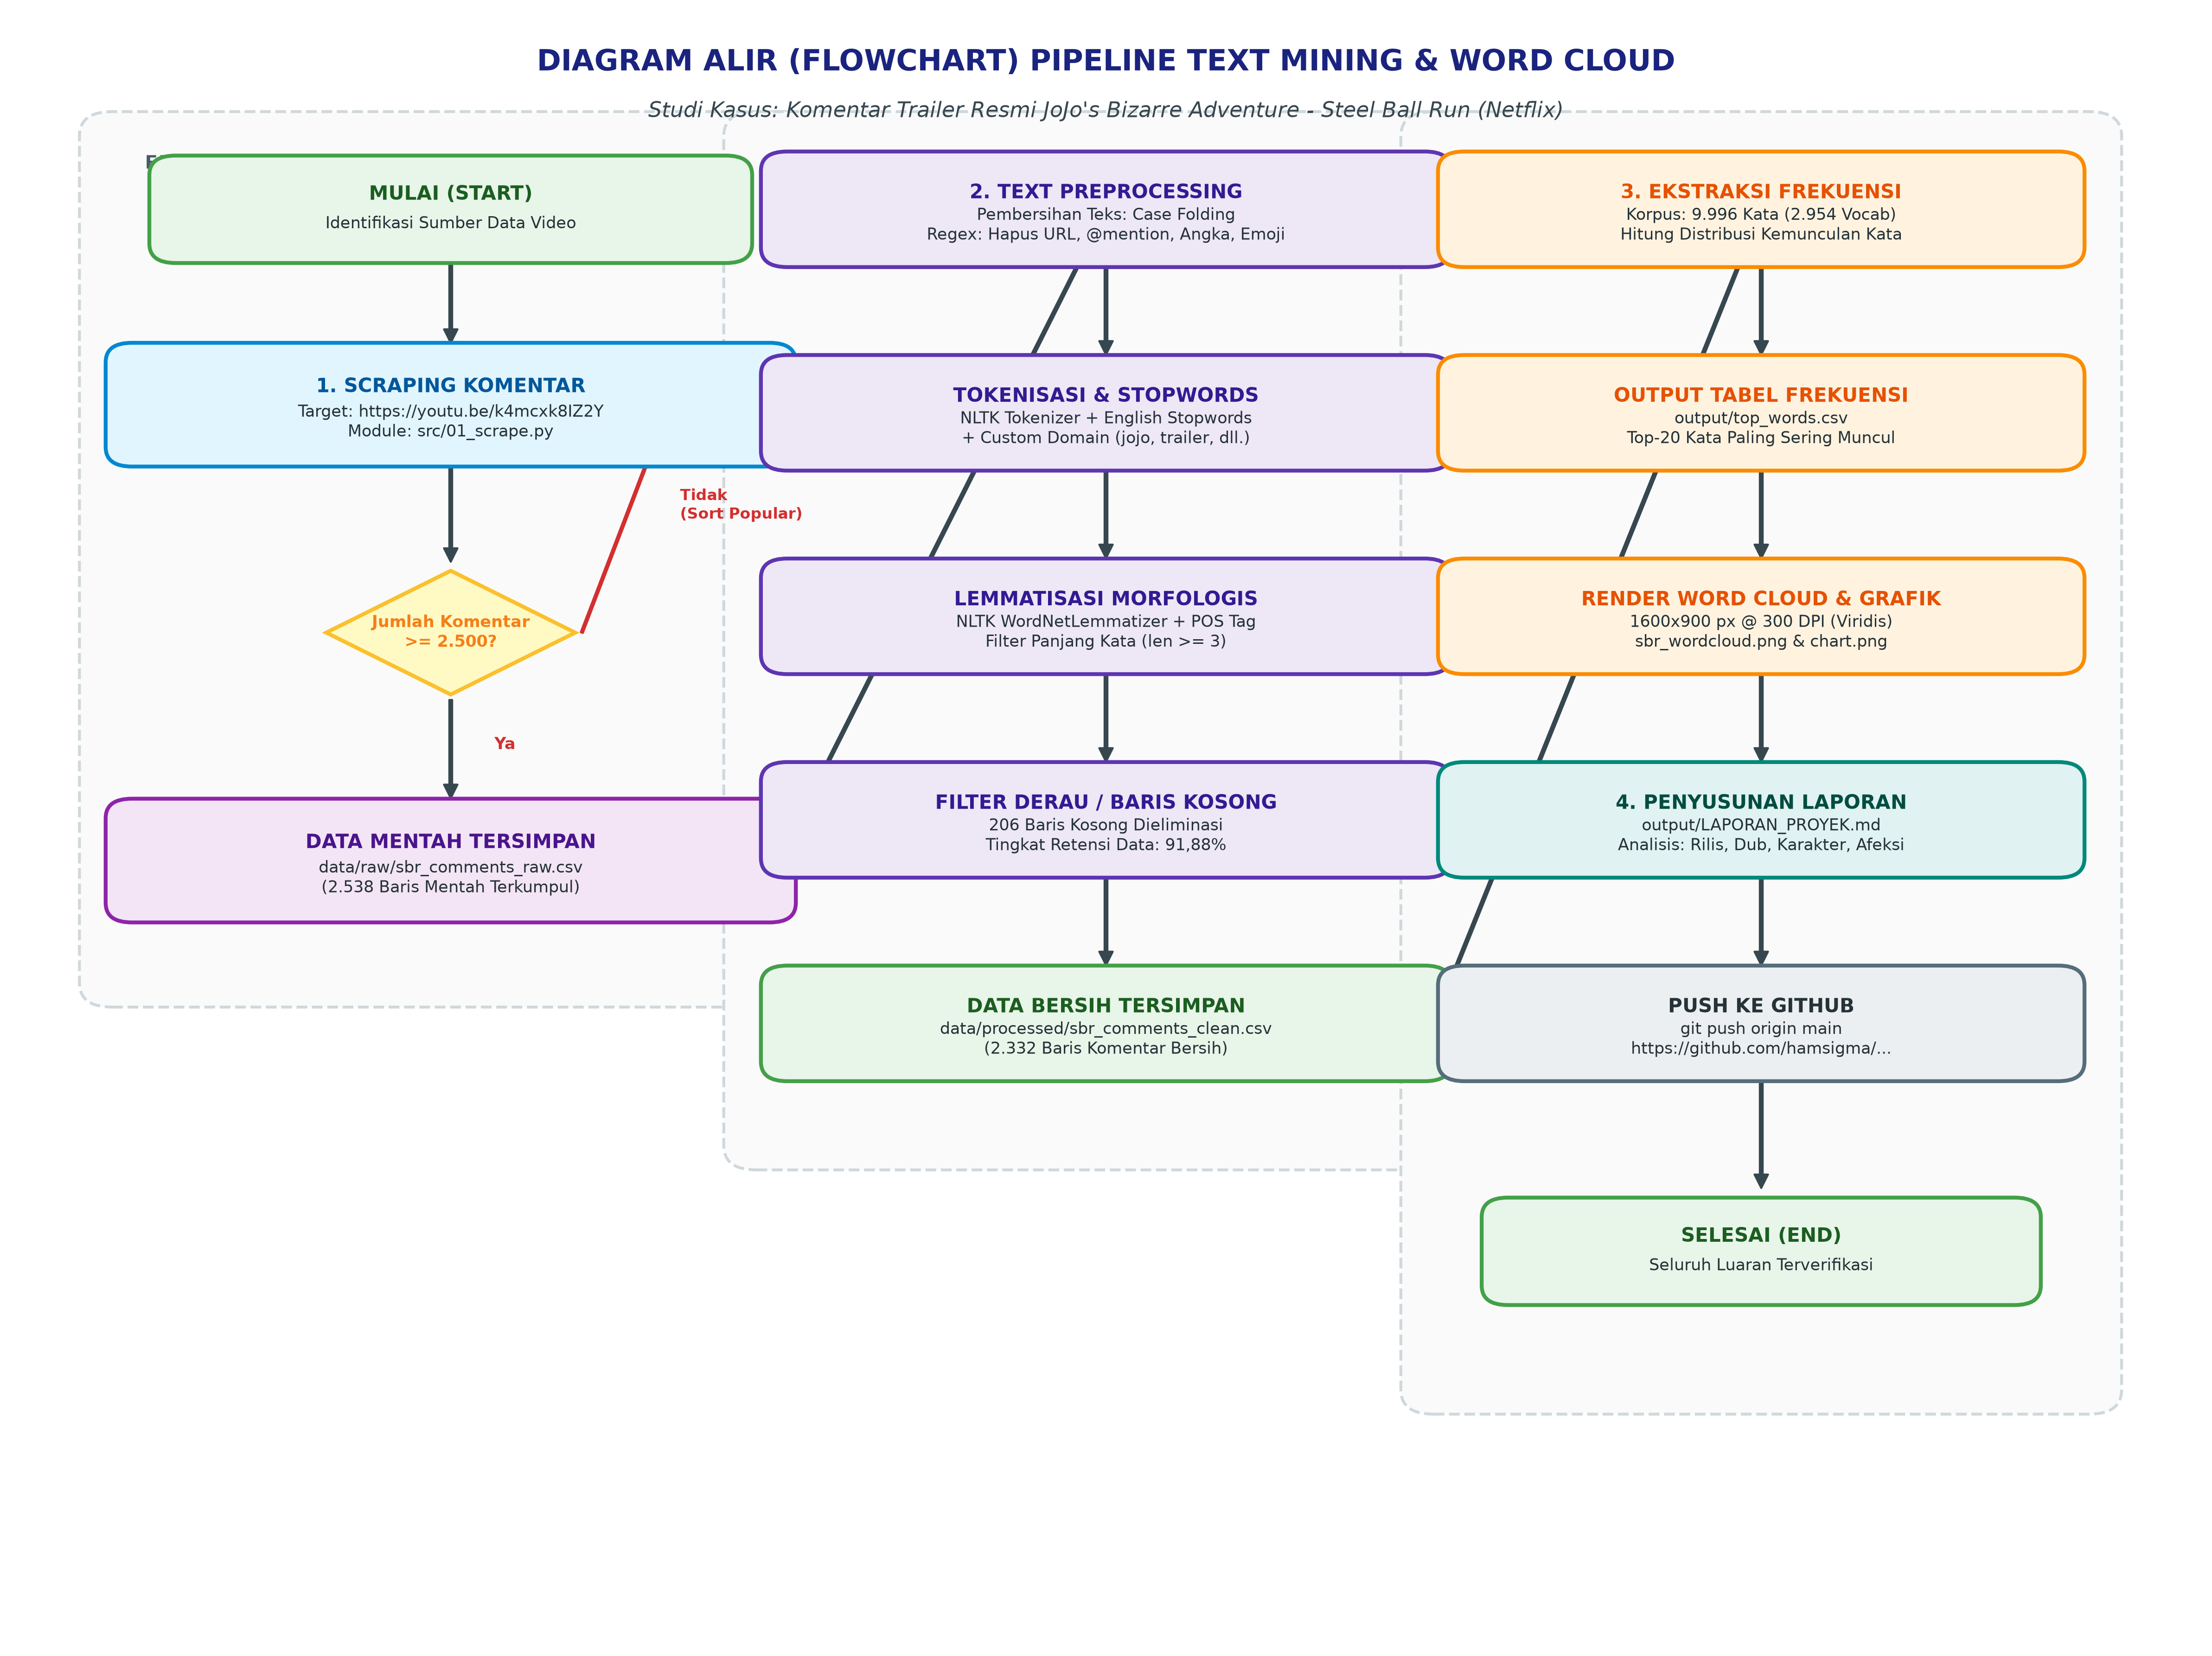 DIAGRAM ALIR (FLOWCHART) PIPELINE TEXT MINING & WORD CLOUD
Studi Kasus: Komentar Trailer Resmi JoJo's Bizarre Adventure - Steel Ball Run (Netflix)
MULAI (START)
Identifikasi Sumber Data Video
1. SCRAPING KOMENTAR
Target: https://youtu.be/k4mcxk8IZ2Y
Module: src/01_scrape.py
Tidak
(Sort Popular)
Jumlah Komentar
>= 2.500?
Ya
DATA MENTAH TERSIMPAN
data/raw/sbr_comments_raw.csv
(2.538 Baris Mentah Terkumpul)
2. TEXT PREPROCESSING
Pembersihan Teks: Case Folding
Regex: Hapus URL, @mention, Angka, Emoji
TOKENISASI & STOPWORDS
NLTK Tokenizer + English Stopwords
+ Custom Domain (jojo, trailer, dll.)
LEMMATISASI MORFOLOGIS
NLTK WordNetLemmatizer + POS Tag
Filter Panjang Kata (len >= 3)
FILTER DERAU / BARIS KOSONG
206 Baris Kosong Dieliminasi
Tingkat Retensi Data: 91,88%
DATA BERSIH TERSIMPAN
data/processed/sbr_comments_clean.csv
(2.332 Baris Komentar Bersih)
3. EKSTRAKSI FREKUENSI
Korpus: 9.996 Kata (2.954 Vocab)
Hitung Distribusi Kemunculan Kata
OUTPUT TABEL FREKUENSI
output/top_words.csv
Top-20 Kata Paling Sering Muncul
RENDER WORD CLOUD & GRAFIK
1600x900 px @ 300 DPI (Viridis)
sbr_wordcloud.png & chart.png
4. PENYUSUNAN LAPORAN
output/LAPORAN_PROYEK.md
Analisis: Rilis, Dub, Karakter, Afeksi
PUSH KE GITHUB
git push origin main
https://github.com/hamsigma/...
SELESAI (END)
Seluruh Luaran Terverifikasi